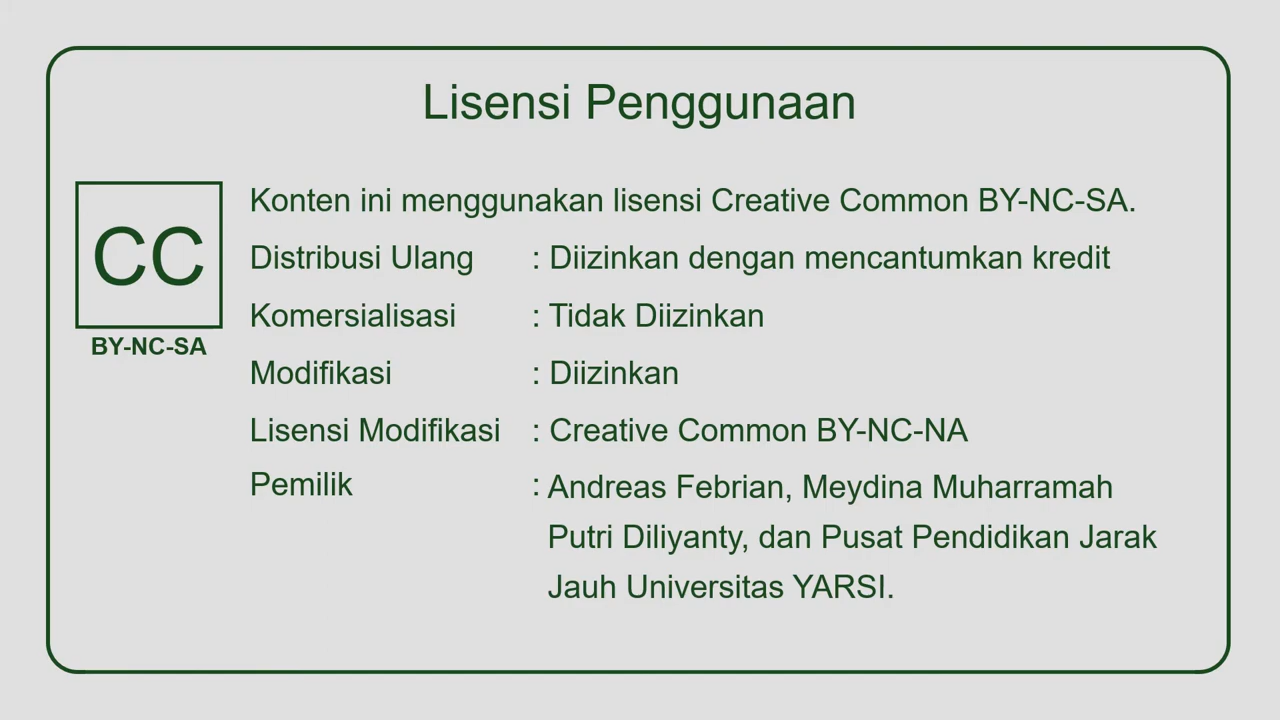 Lisensi Penggunaan
CC
BY-NC-SA
Konten ini menggunakan lisensi Creative Common BY-NC-SA.
Distribusi Ulang : Diizinkan dengan mencantumkan kredit
Komersialisasi : Tidak Diizinkan
Modifikasi : Diizinkan
Lisensi Modifikasi : Creative Common BY-NC-NA
Pemilik : Andreas Febrian, Meydina Muharramah
Putri Diliyanty, dan Pusat Pendidikan Jarak
Jauh Universitas YARSI.